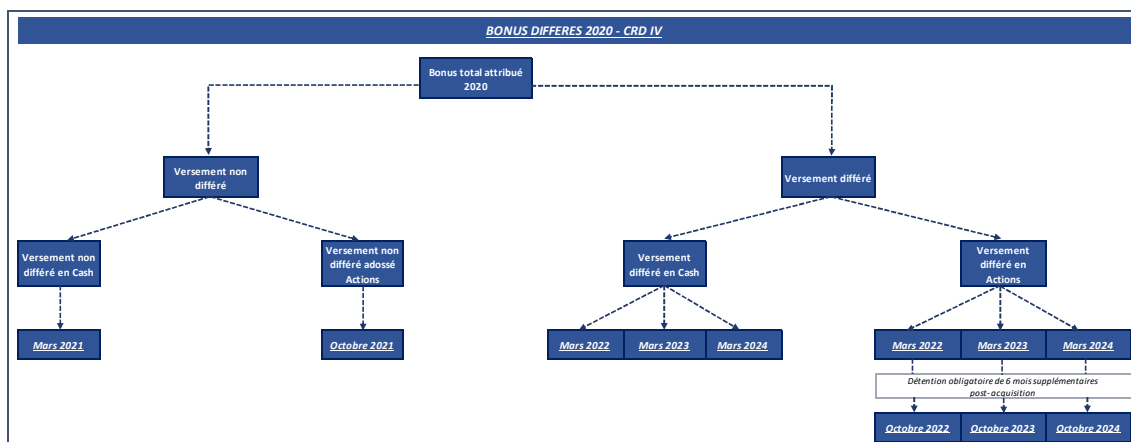 BONUS DIFFERES 2020 - CRD IV
Bonus total attribué
2020
Versement non
différé
Versement différé
Versement non
différé en Cash
Versement non
différé adossé
Actions
Versement
différé en Cash
Versement
différé en
Actions
Mars 2021
Octobre 2021
Mars 2022
Mars 2023
Mars 2024
Mars 2022
Mars 2023
Mars 2024
Détention obligatoire de 6 mois supplémentaires
post-acquisition
Octobre 2022
Octobre 2023
Octobre 2024